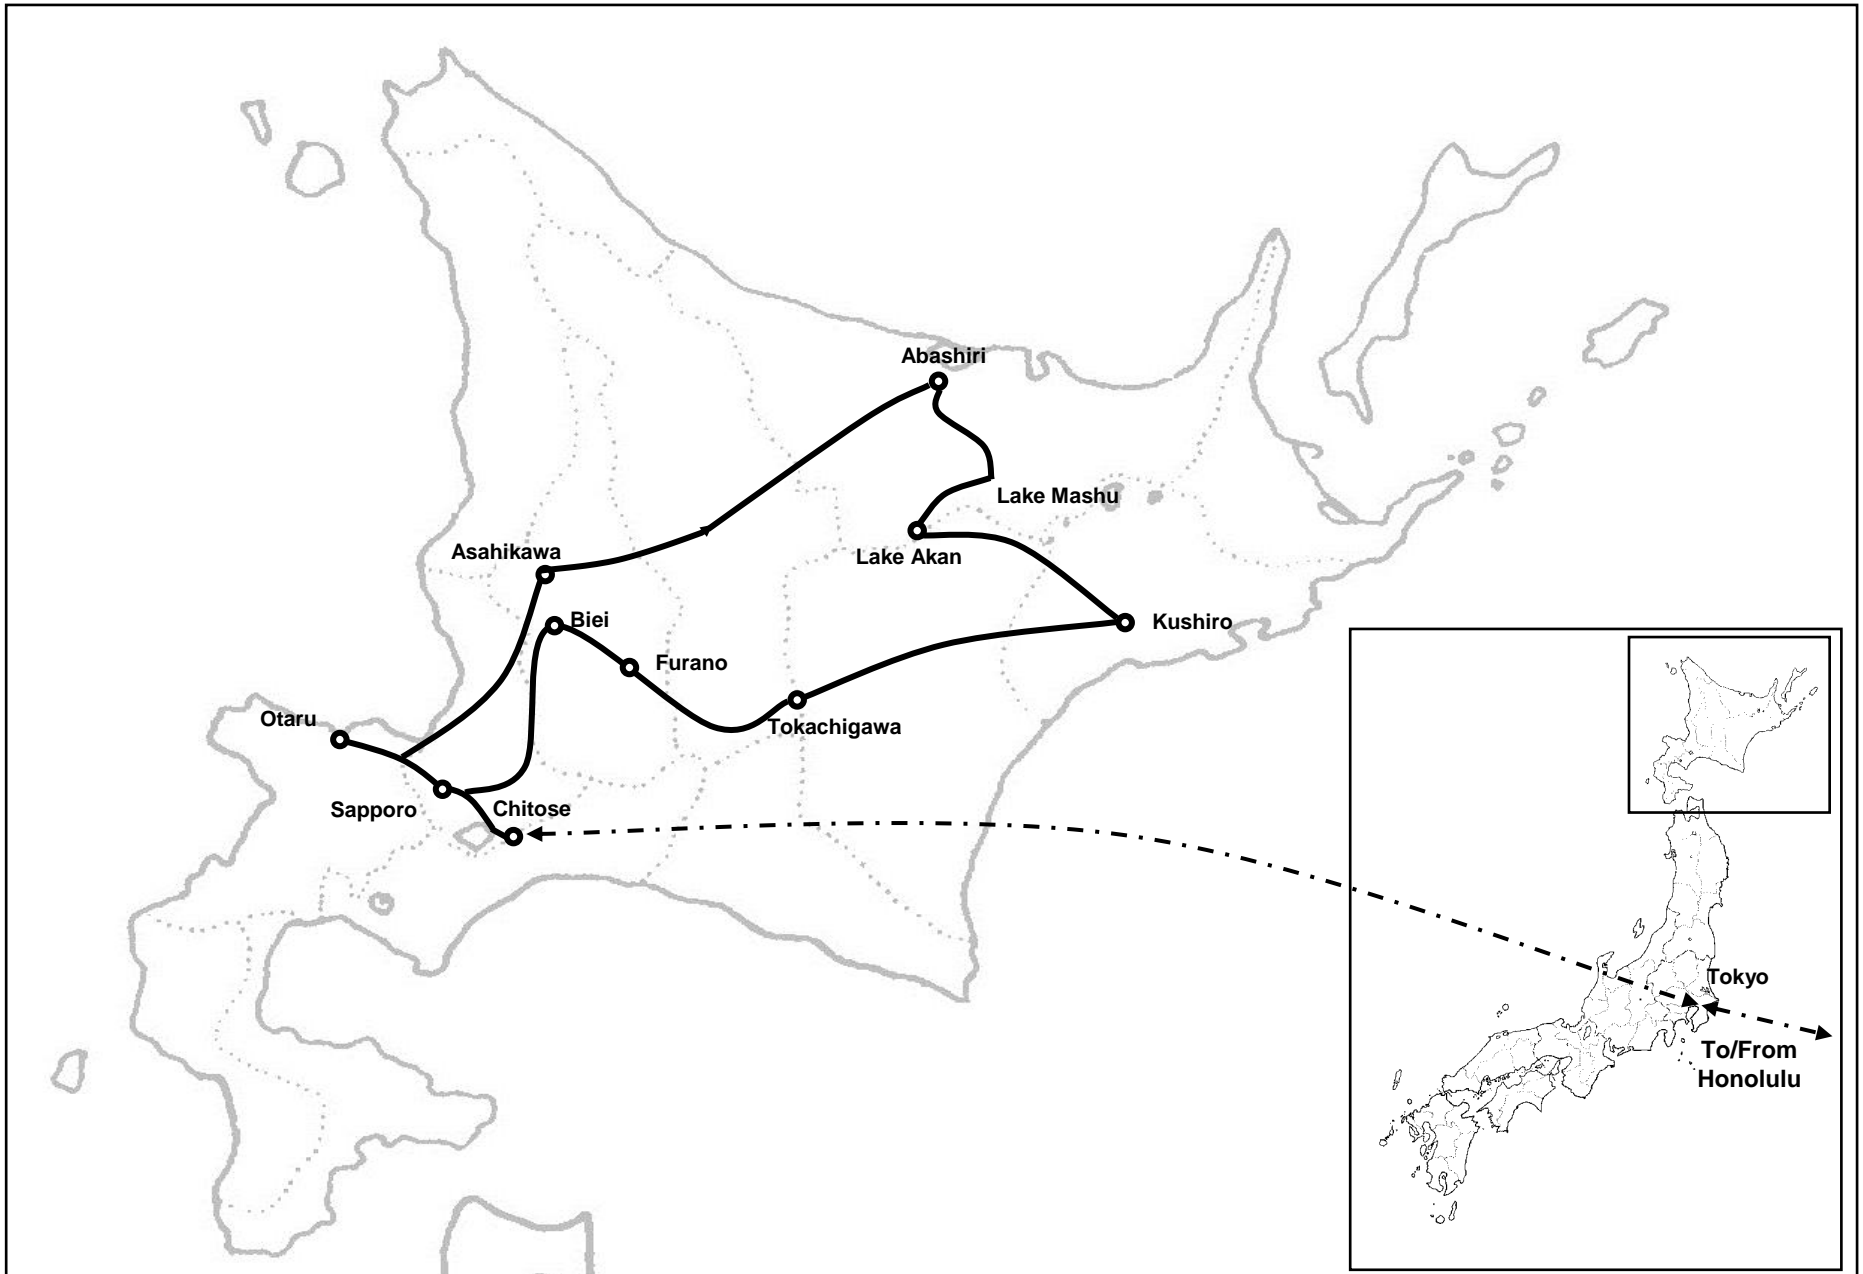 Abashiri
Lake Mashu
Asahikawa
Lake Akan
Biei
Kushiro
Furano
Otaru
Tokachigawa
Sapporo
Chitose
Tokyo
To/From
Honolulu